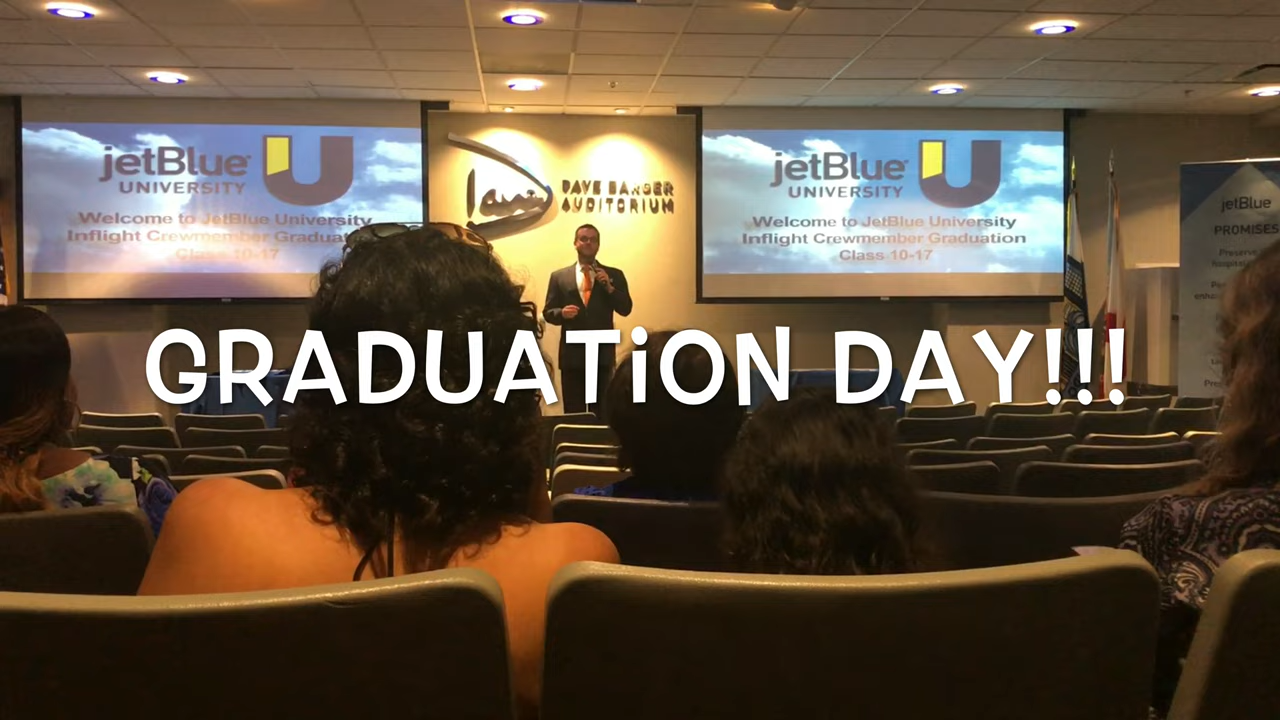 jetBlue
UNIVERSITY
Welcome to JetBlue University
Inflight Crewmember
Class 10-17
DAVE BARGER
AUDITORIUM
jetBlue
UNIVERSITY
Welcome to JetBlue University
Inflight Crewmember Graduation
Class 10-17
jetBlue
PROMISES
Preserve
GRADUATiON DAY!!!